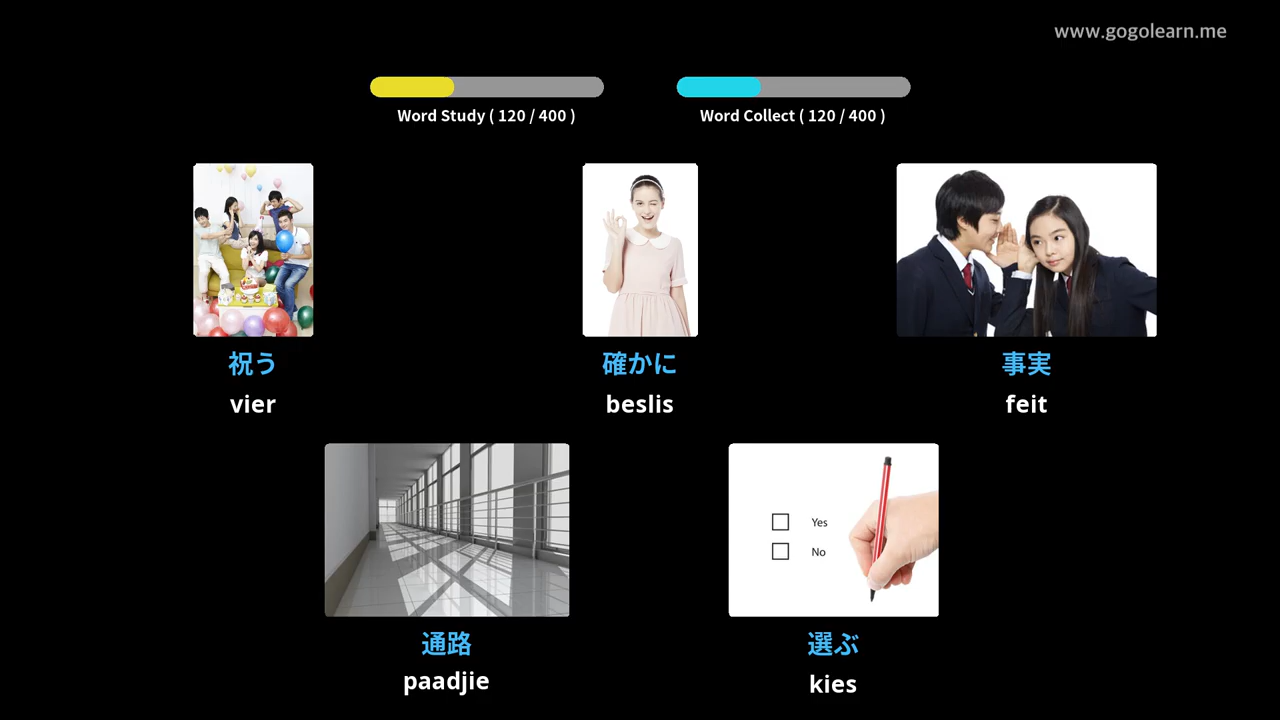 www.gogolearn.me
Word Study ( 120 / 400 )
Word Collect ( 120 / 400 )
祝う
vier
確かに
beslis
事実
feit
Yes
No
通路
paadjie
選ぶ
kies